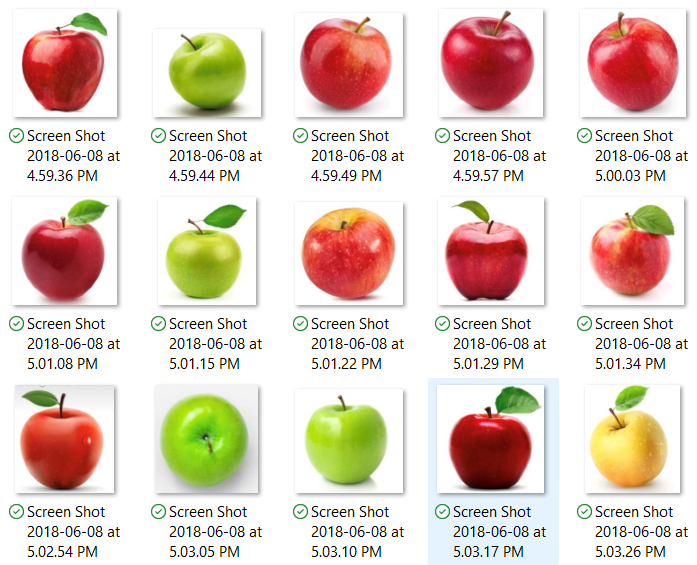 Screen Shot
2018-06-08 at
4.59.36 PM
Screen Shot
2018-06-08 at
4.59.44 PM
Screen Shot
2018-06-08 at
4.59.49 PM
Screen Shot
2018-06-08 at
4.59.57 PM
Screen Shot
2018-06-08 at
5.00.03 PM
Screen Shot
2018-06-08 at
5.01.08 PM
Screen Shot
2018-06-08 at
5.01.15 PM
Screen Shot
2018-06-08 at
5.01.22 PM
Screen Shot
2018-06-08 at
5.01.29 PM
Screen Shot
2018-06-08 at
5.01.34 PM
Screen Shot
2018-06-08 at
5.02.54 PM
Screen Shot
2018-06-08 at
5.03.05 PM
Screen Shot
2018-06-08 at
5.03.10 PM
Screen Shot
2018-06-08 at
5.03.17 PM
Screen Shot
2018-06-08 at
5.03.26 PM